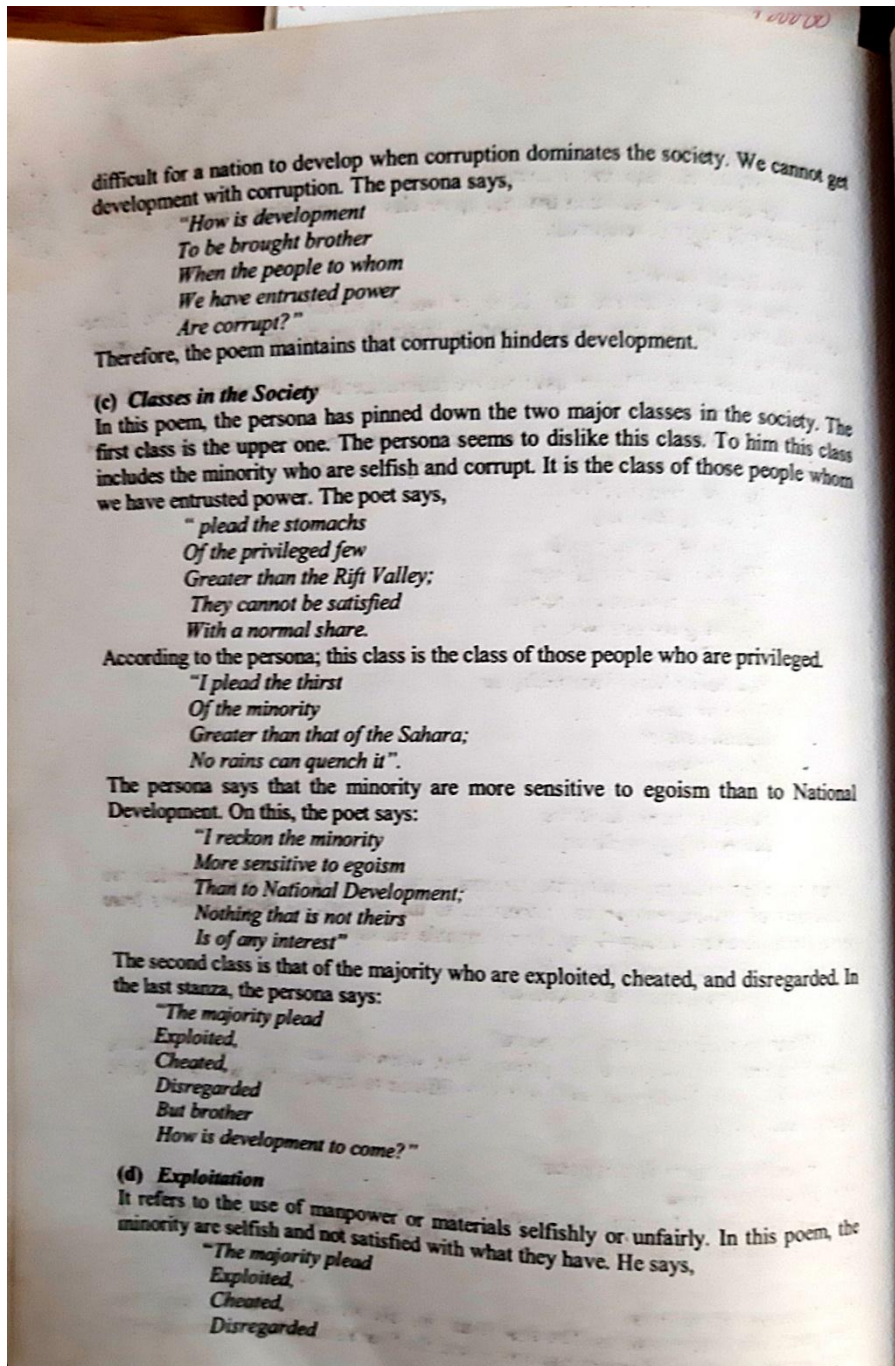 difficult for a nation to develop when corruption dominates the society. We cannot get
development with corruption. The persona says,
"How is development
To be brought brother
When the people to whom
We have entrusted power
Are corrupt?"
Therefore, the poem maintains that corruption hinders development.
(c) Classes in the Society
In this poem, the persona has pinned down the two major classes in the society. The
first class is the upper one. The persona seems to dislike this class. To him this class
includes the minority who are selfish and corrupt. It is the class of those people whom
we have entrusted power. The poet says,
" plead the stomachs
Of the privileged few
Greater than the Rift Valley;
They cannot be satisfied
With a normal share.
According to the persona; this class is the class of those people who are privileged.
"I plead the thirst
Of the minority
Greater than that of the Sahara;
No rains can quench it".
The persona says that the minority are more sensitive to egoism than to National
Development. On this, the poet says:
"I reckon the minority
More sensitive to egoism
Than to National Development;
Nothing that is not theirs
Is of any interest"
The second class is that of the majority who are exploited, cheated, and disregarded. In
the last stanza, the persona says:
"The majority plead
Exploited,
Cheated,
Disregarded
But brother
How is development to come?"
(d) Exploitation
It refers to the use of manpower or materials selfishly or unfairly. In this poem, the
minority are selfish and not satisfied with what they have. He says,
"The majority plead
Exploited,
Cheated,
Disregarded